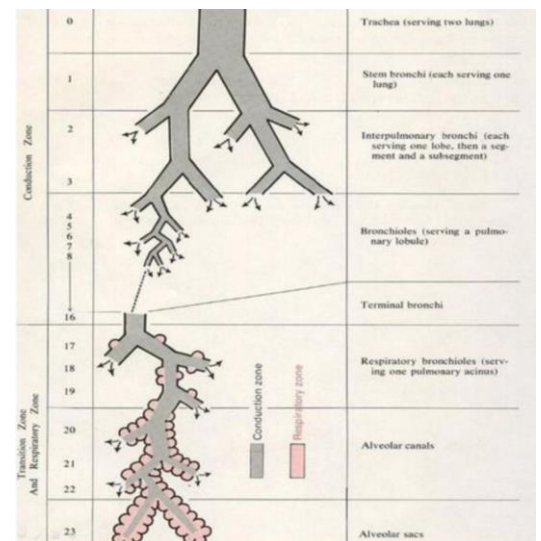 0
Trachea (serving two lungs)
1
Stem bronchi (each serving one
lung)
2
Interpulmonary bronchi (each
serving one lobe, then a seg-
ment and a subsegment)
3
Conduction Zone
4
5
6
7
8
Bronchioles (serving a pulmo-
nary lobule)
Terminal bronchi
16
17
Respiratory bronchioles (serv-
ing one pulmonary acinus)
18
19
Conduction zone
Respiratory zone
Transition Zone
And Respiratory Zone
20
Alveolar canals
21
22
23
Alveolar sacs